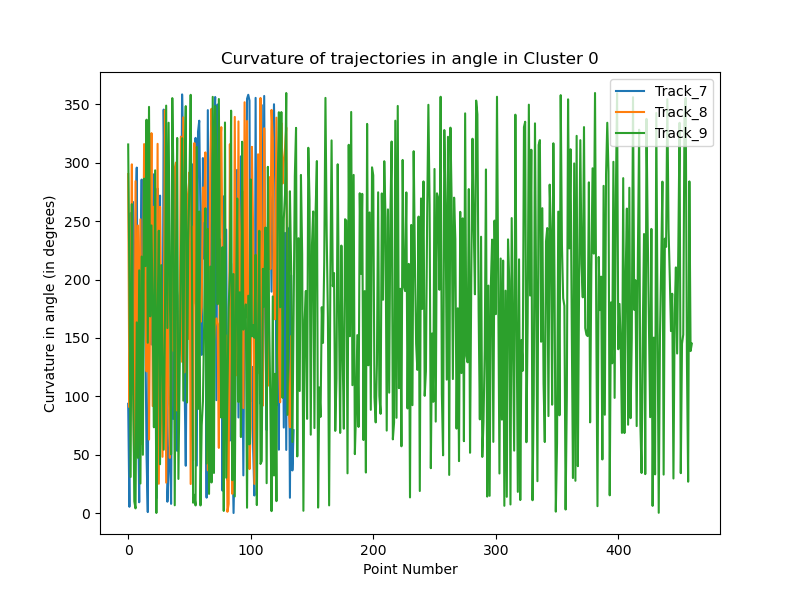 Curvature of trajectories in angle in Cluster 0
Curvature in angle (in degrees)
350
300
250
200
150
100
50
0
Track_7
Track_8
Track_9
0 100 200 300 400
Point Number